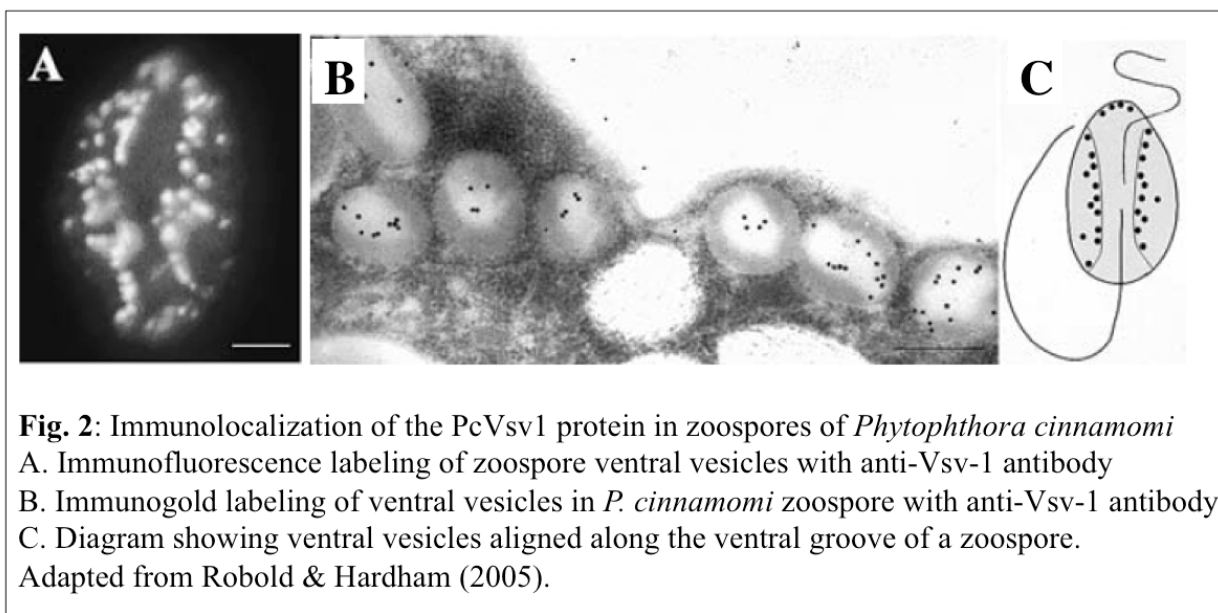 A
B
C
Fig. 2: Immunolocalization of the PcVsv1 protein in zoospores of Phytophthora cinnamomi
A. Immunofluorescence labeling of zoospore ventral vesicles with anti-Vsv-1 antibody
B. Immunogold labeling of ventral vesicles in P. cinnamomi zoospore with anti-Vsv-1 antibody
C. Diagram showing ventral vesicles aligned along the ventral groove of a zoospore.
Adapted from Robold & Hardham (2005).